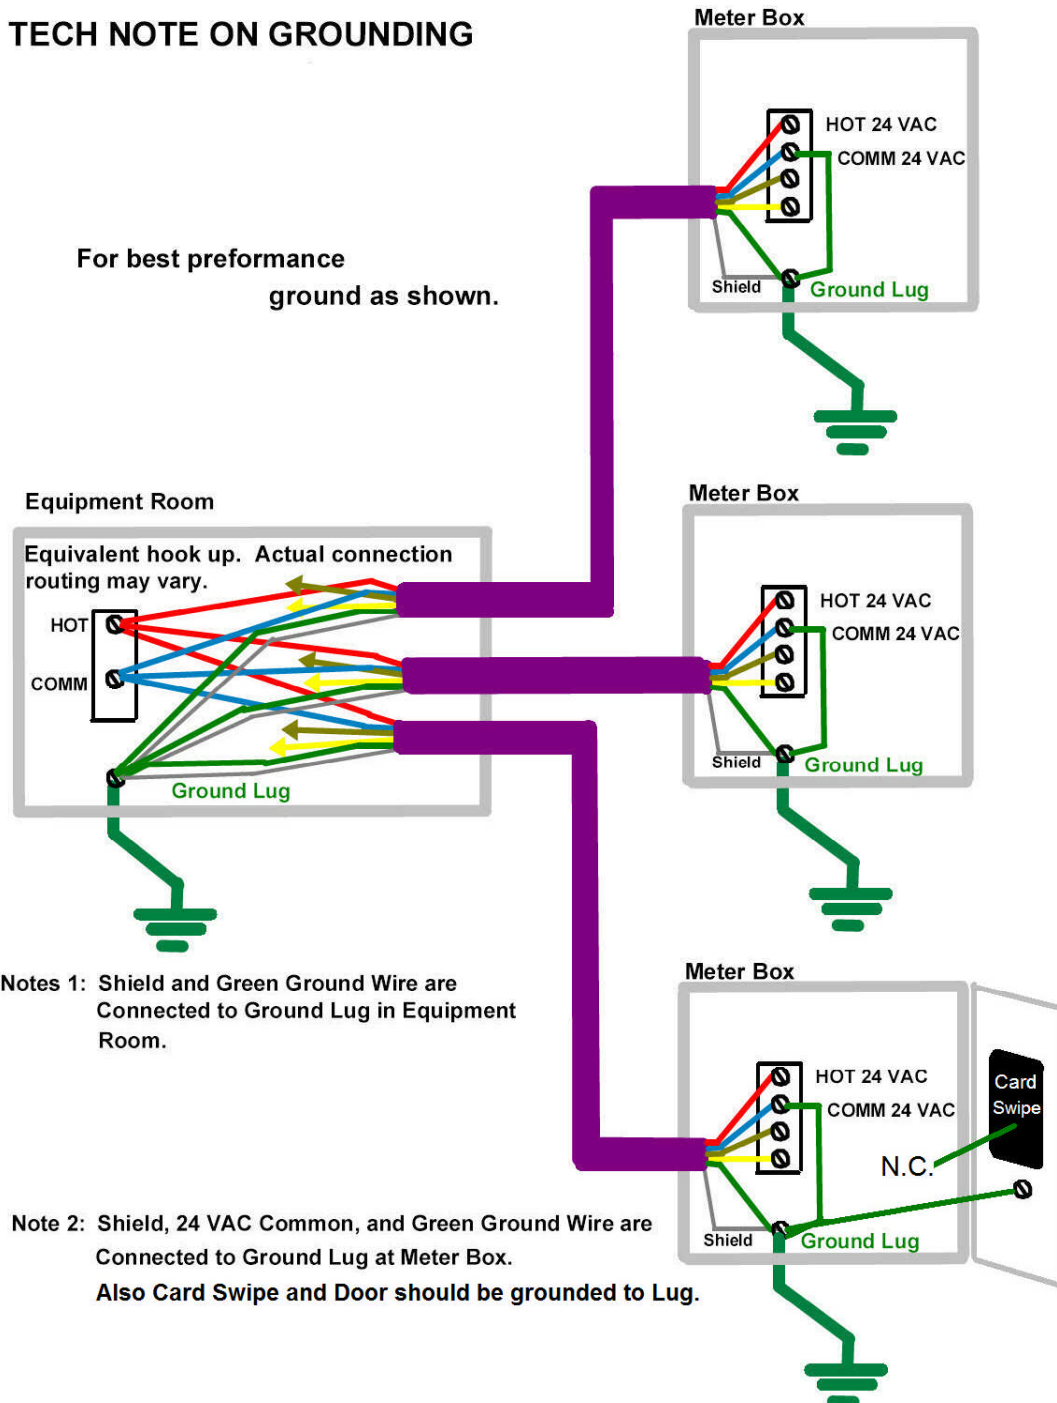 TECH NOTE ON GROUNDING
Meter Box
HOT 24 VAC
COMM 24 VAC
For best preformance
ground as shown.
Shield
Ground Lug
Equipment Room
Equivalent hook up. Actual connection
routing may vary.
HOT
COMM
Ground Lug
Meter Box
HOT 24 VAC
COMM 24 VAC
Shield
Ground Lug
Notes 1: Shield and Green Ground Wire are
Connected to Ground Lug in Equipment
Room.
Meter Box
HOT 24 VAC
COMM 24 VAC
Card
Swipe
N.C.
Shield
Ground Lug
Note 2: Shield, 24 VAC Common, and Green Ground Wire are
Connected to Ground Lug at Meter Box.
Also Card Swipe and Door should be grounded to Lug.